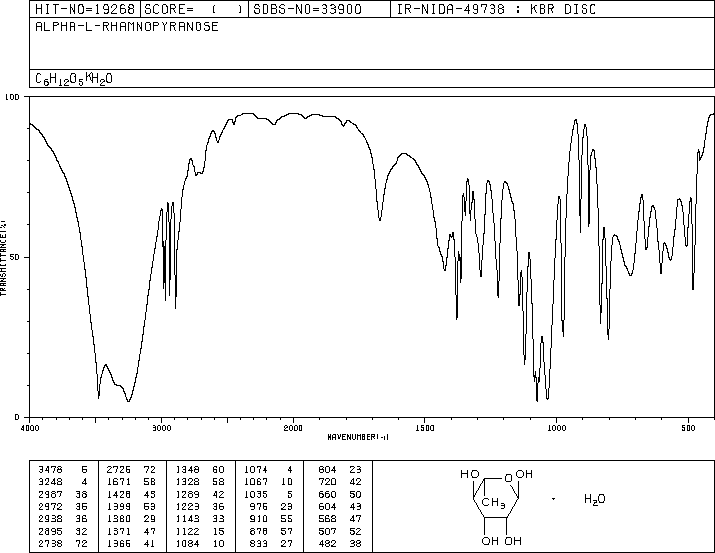 HIT-NO=19268 SCORE= ( ) SDBS-NO=33900 IR-NIDA-49738 : KBR DISC
ALPHA-L-RHAMNOPYRANOSE
C6H12O5*H2O
100
TRANSMITTANCE(%)
50
0
4000 3000 2000 1500 1000 500
WAVENUMBER(-1)
3478 6 2726 72 1348 60 1074 4 804 23
3248 4 1671 58 1328 58 1067 10 720 42
2987 38 1428 45 1289 42 1035 5 660 50
2972 35 1399 53 1223 36 976 23 604 43
2938 36 1380 29 1143 33 910 55 568 47
2895 32 1371 47 1122 15 878 57 507 52
2738 72 1366 41 1084 10 833 27 482 38
HO O OH
CH3 · H2O
OH OH